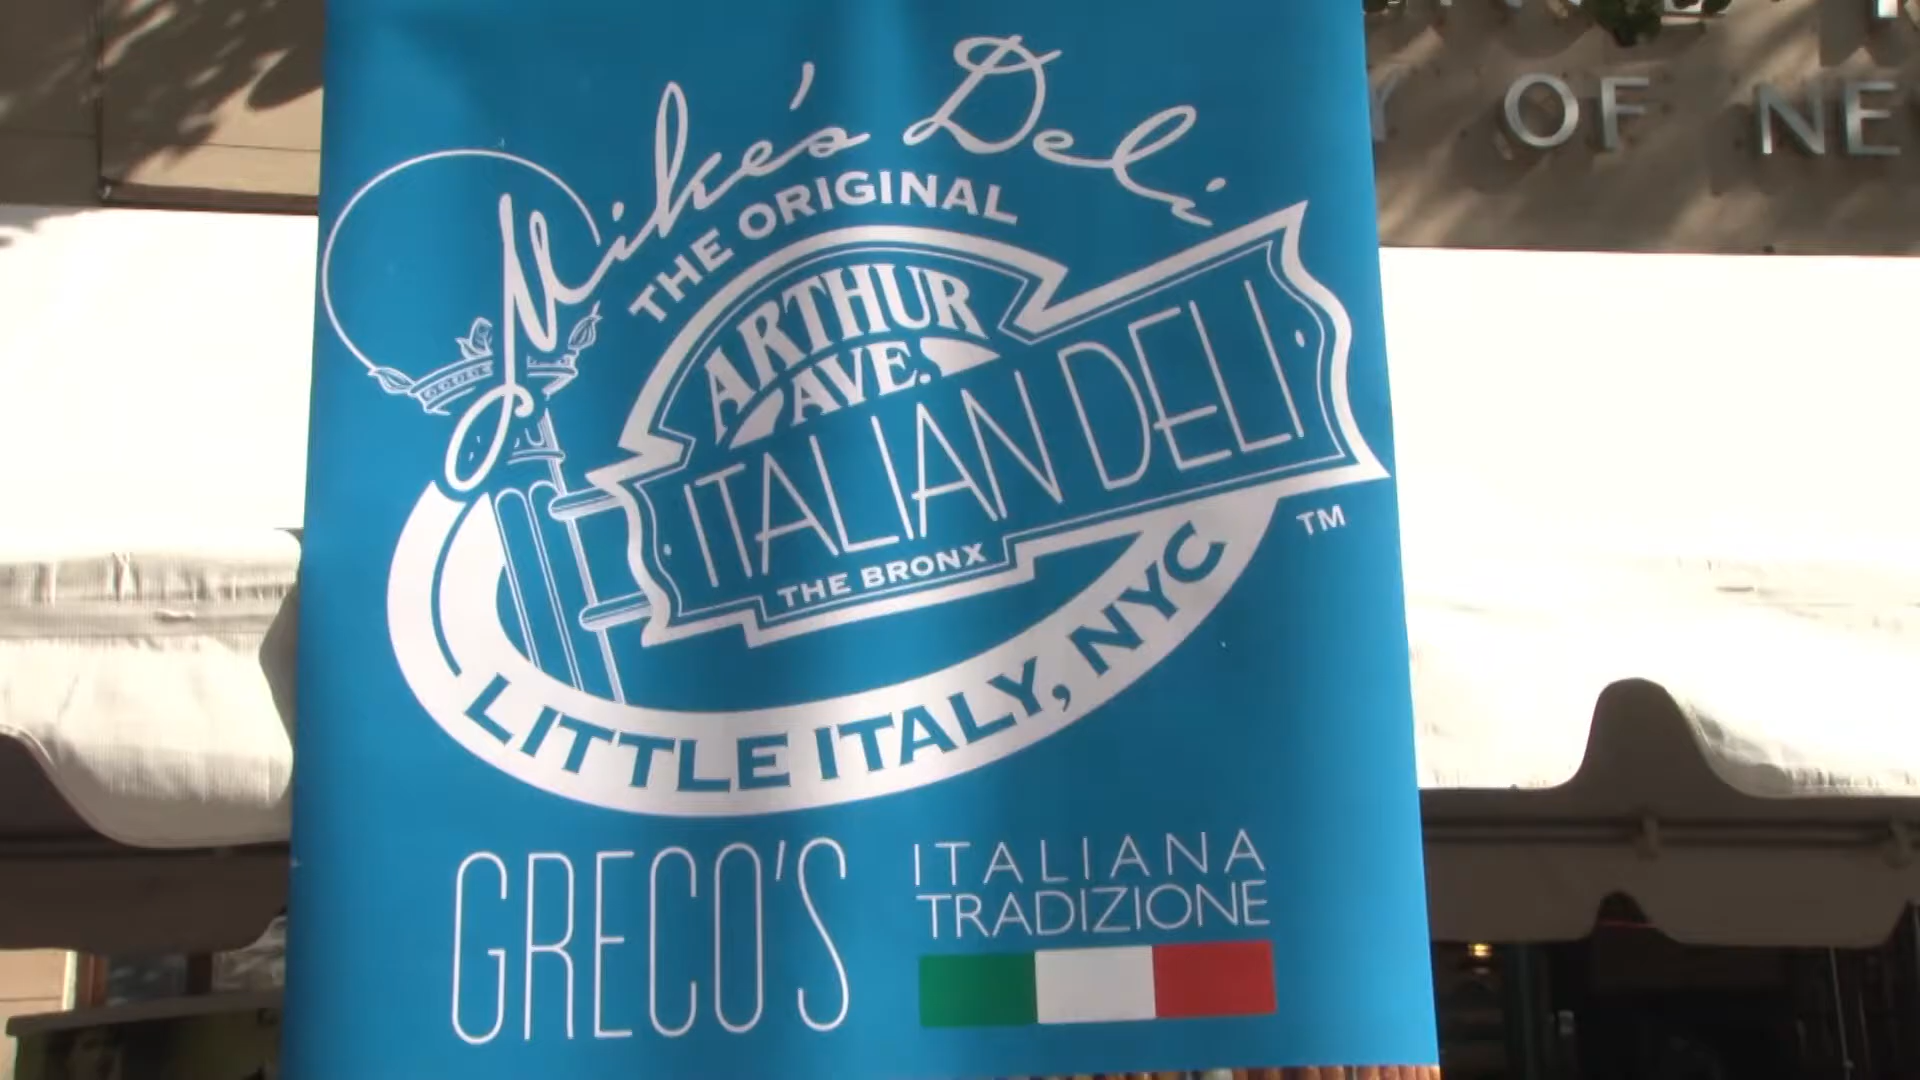 Mike's Deli
THE ORIGINAL
ARTHUR
AVE.
ITALIAN DELI
THE BRONX
LITTLE ITALY, NYC
TM
GRECO'S
ITALIANA
TRADIZIONE
OF NE